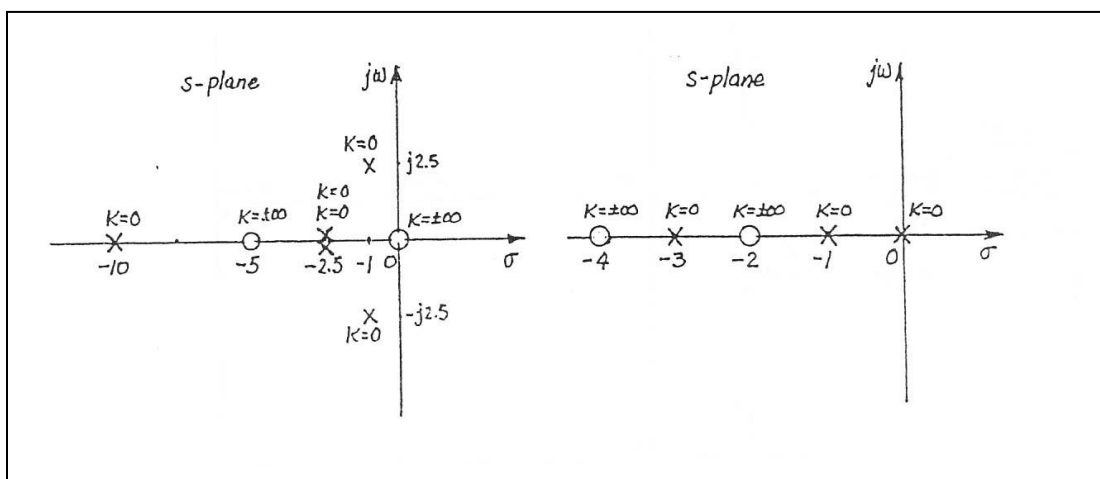 s-plane
jω
K=0
j2.5
K=0
K=0
K=0
K=±∞
K=±∞
-10
-5
-2.5
-1
0
σ
-j2.5
K=0
s-plane
jω
K=±∞
K=0
K=±∞
K=0
K=0
-4
-3
-2
-1
0
σ